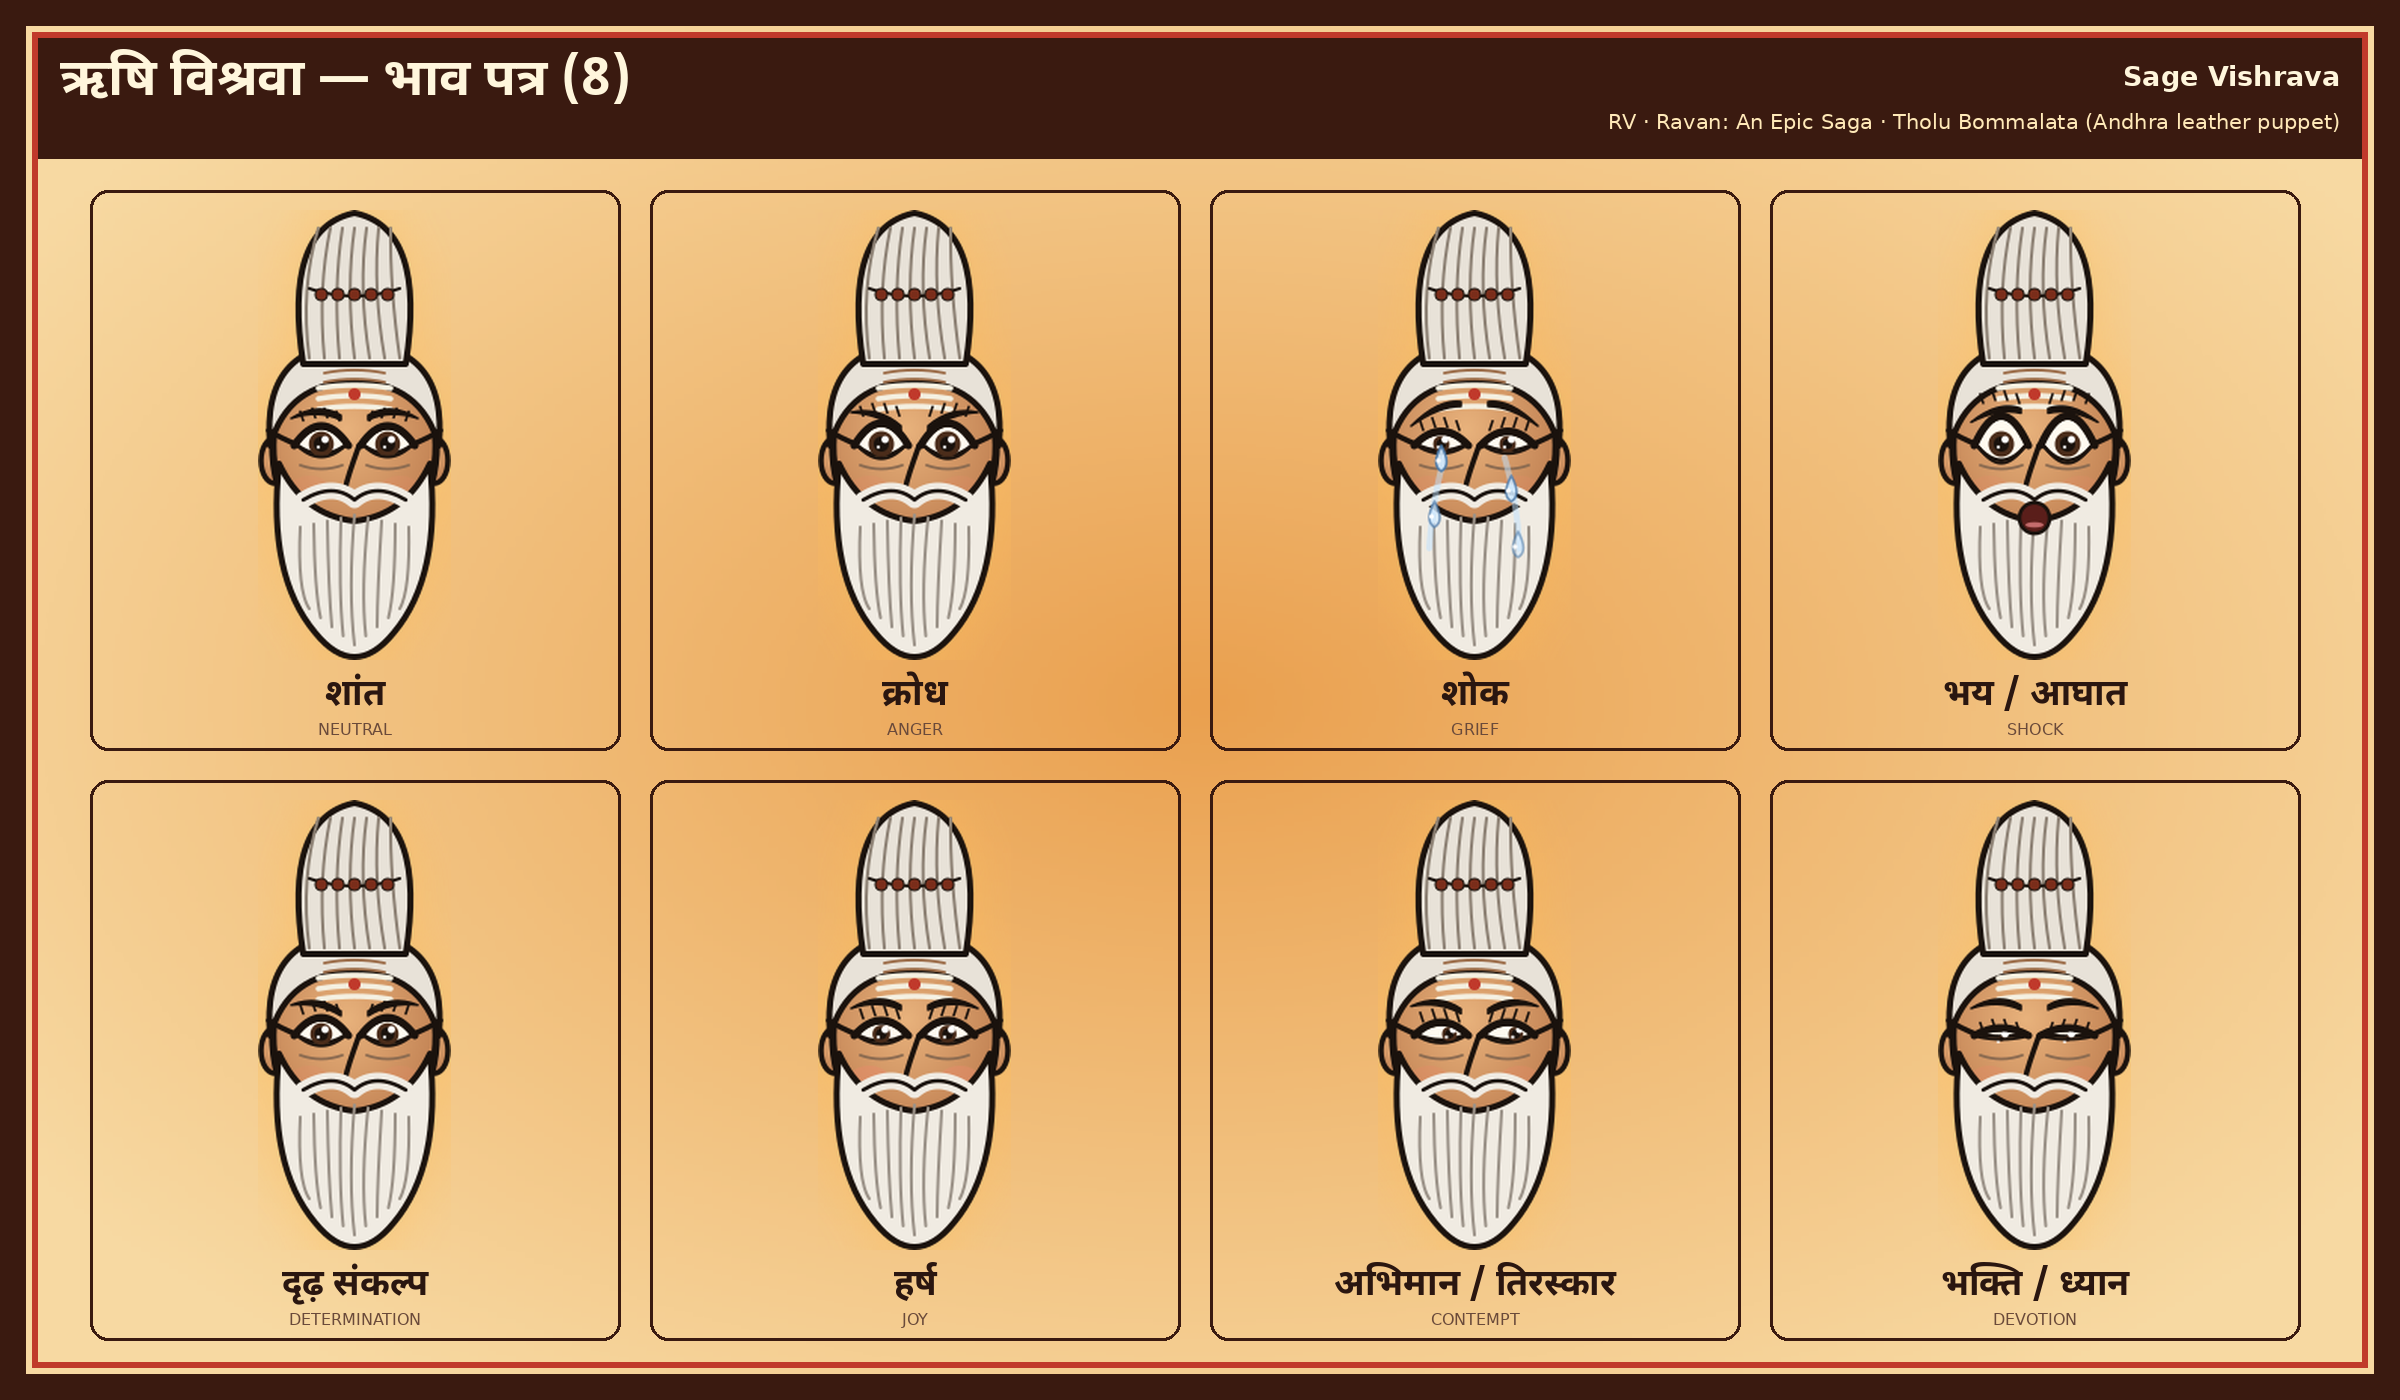 ऋषि विश्रवा — भाव पत्र (8)
Sage Vishrava
RV · Ravan: An Epic Saga · Tholu Bommalata (Andhra leather puppet)
शांत
NEUTRAL
क्रोध
ANGER
शोक
GRIEF
भय / आघात
SHOCK
दृढ़ संकल्प
DETERMINATION
हर्ष
JOY
अभिमान / तिरस्कार
CONTEMPT
भक्ति / ध्यान
DEVOTION